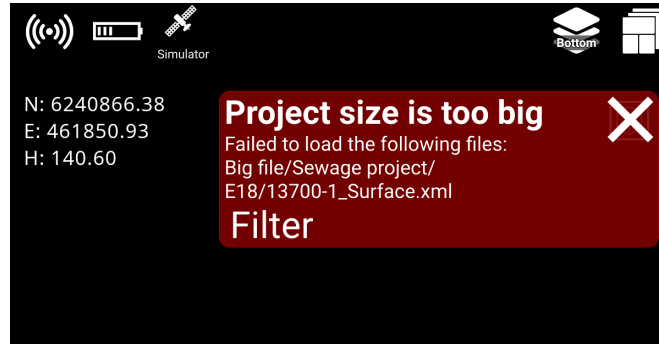 Simulator
Bottom
N: 6240866.38
E: 461850.93
H: 140.60
Project size is too big
Failed to load the following files:
Big file/Sewage project/
E18/13700-1_Surface.xml
Filter